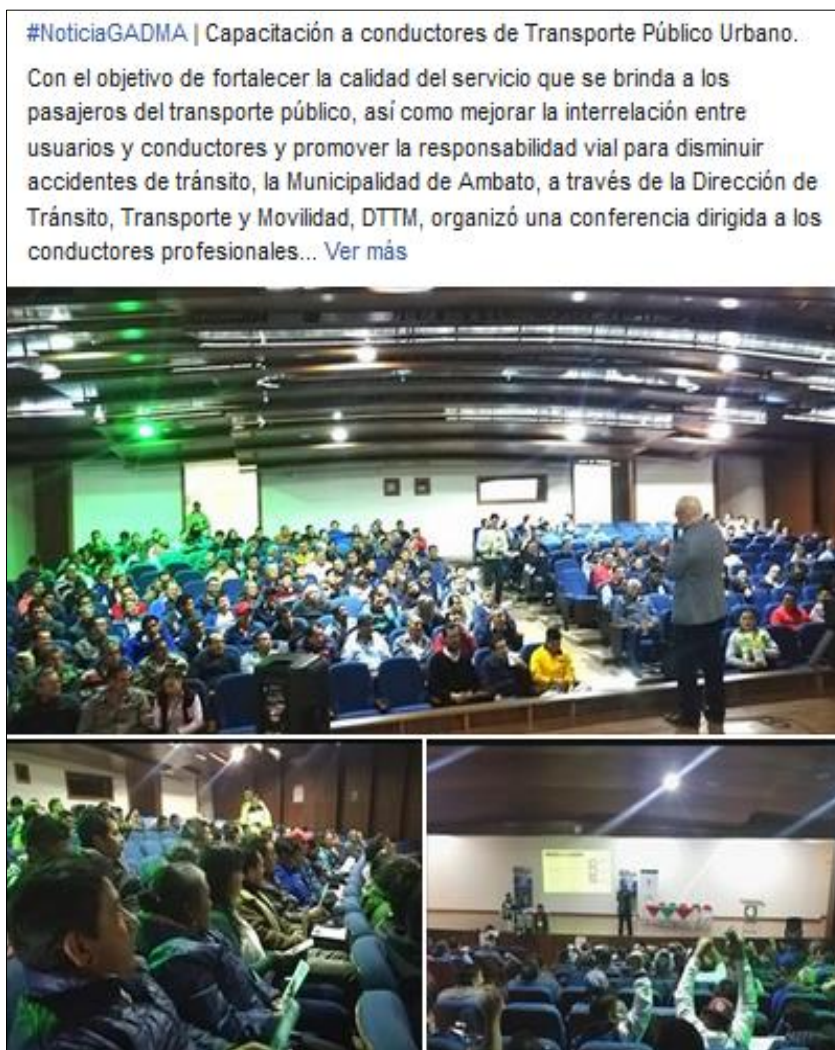 #NoticiaGADMA | Capacitación a conductores de Transporte Público Urbano.
Con el objetivo de fortalecer la calidad del servicio que se brinda a los
pasajeros del transporte público, así como mejorar la interrelación entre
usuarios y conductores y promover la responsabilidad vial para disminuir
accidentes de tránsito, la Municipalidad de Ambato, a través de la Dirección de
Tránsito, Transporte y Movilidad, DTTM, organizó una conferencia dirigida a los
conductores profesionales... Ver más